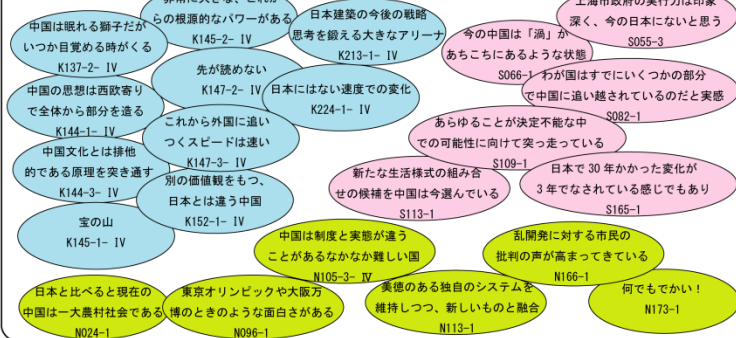 中国は眠れる獅子だが
いつか目覚める時がくる
K137-2- Ⅳ
らの根源的なパワーがある
K145-2- Ⅳ
日本建築の今後の戦略
思考を鍛える大きなアリーナ
K213-1- Ⅳ
先が読めない
K147-2- Ⅳ
日本にはない速度での変化
K224-1- Ⅳ
中国の思想は西欧寄り
で全体から部分を造る
K144-1- Ⅳ
これから外国に追い
つくスピードは速い
K147-3- Ⅳ
中国文化とは排他
的である原理を突き通す
K144-3- Ⅳ
別の価値観をもつ、
日本とは違う中国
K152-1- Ⅳ
宝の山
K145-1- Ⅳ
上海市政府の実行力は印象
深く、今の日本にないと思う
S055-3
今の中国は「渦」が
あちこちにあるような状態
S066-1
わが国はすでにいくつかの部分
で中国に追い越されているのだと実感
S082-1
あらゆることが決定不能な中
での可能性に向けて突っ走っている
S109-1
新たな生活様式の組み合
せの候補を中国は今選んでいる
S113-1
日本で 30 年かかった変化が
3 年でなされている感じでもあり
S165-1
中国は制度と実態が違う
ことがあるなかなか難しい国
N105-3- Ⅳ
乱開発に対する市民の
批判の声が高まってきている
N166-1
日本と比べると現在の
中国は一大農村社会である
N024-1
東京オリンピックや大阪万
博のときのような面白さがある
N096-1
美徳のある独自のシステムを
維持しつつ、新しいものと融合
N113-1
何でもでかい！
N173-1